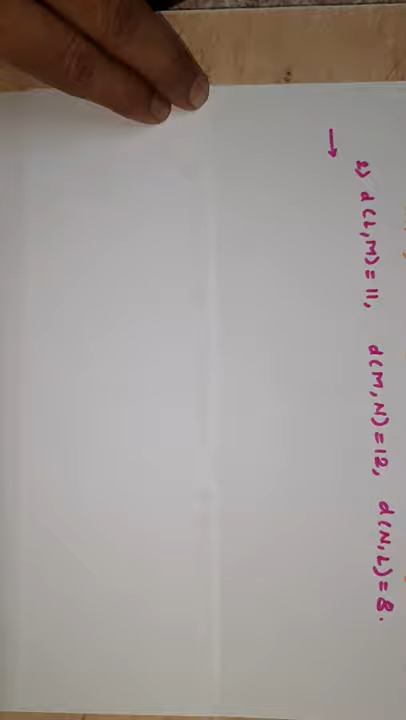 2) d(L,M) = 11, d(M,N) = 12, d(N,L) = 8.
→